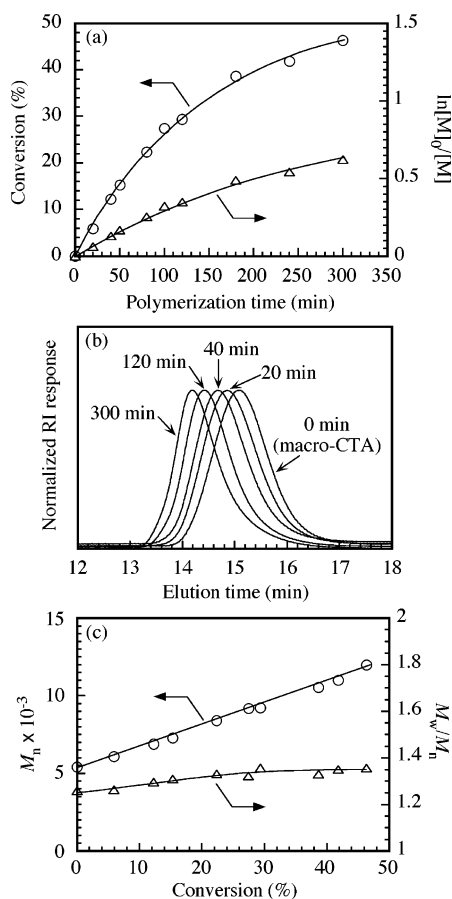 (a)
50
40
30
20
10
0
Conversion (%)
1.5
1
0.5
0
ln[M]0/[M]
0 50 100 150 200 250 300 350
Polymerization time (min)
(b)
40 min
120 min
20 min
300 min
0 min
(macro-CTA)
Normalized RI response
12 13 14 15 16 17 18
Elution time (min)
(c)
15
10
5
0
Mn x 10-3
2
1.8
1.6
1.4
1.2
1
Mw/Mn
0 10 20 30 40 50
Conversion (%)